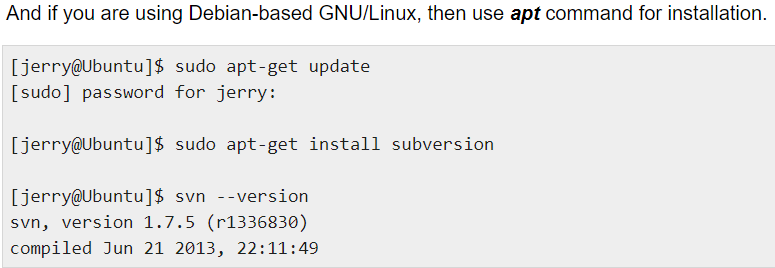 And if you are using Debian-based GNU/Linux, then use apt command for installation.
[jerry@Ubuntu]$ sudo apt-get update
[sudo] password for jerry:
[jerry@Ubuntu]$ sudo apt-get install subversion
[jerry@Ubuntu]$ svn --version
svn, version 1.7.5 (r1336830)
compiled Jun 21 2013, 22:11:49